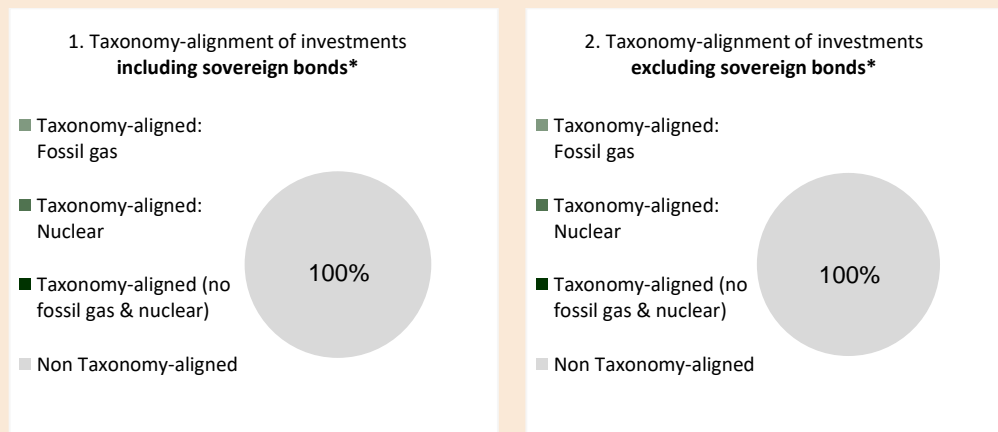 1. Taxonomy-alignment of investments
including sovereign bonds*
Taxonomy-aligned:
Fossil gas
Taxonomy-aligned:
Nuclear
Taxonomy-aligned (no
fossil gas & nuclear)
Non Taxonomy-aligned
100%
2. Taxonomy-alignment of investments
excluding sovereign bonds*
Taxonomy-aligned:
Fossil gas
Taxonomy-aligned:
Nuclear
Taxonomy-aligned (no
fossil gas & nuclear)
Non Taxonomy-aligned
100%